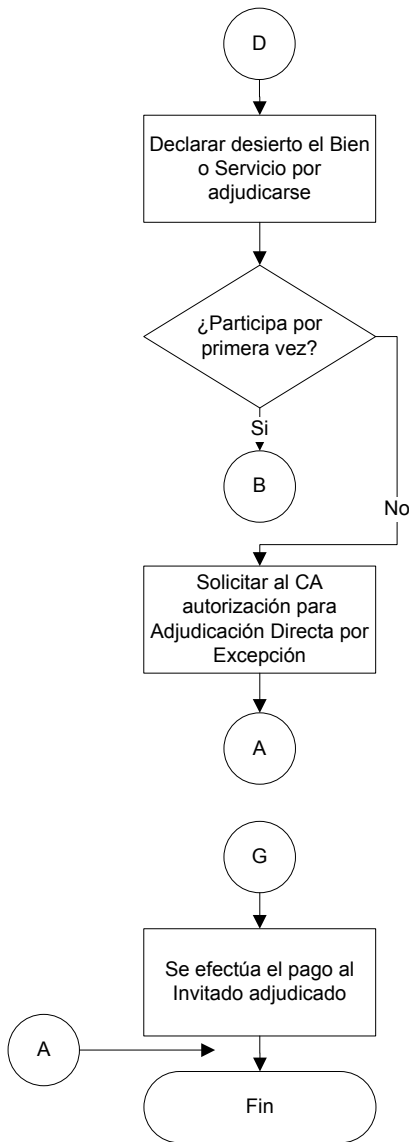 D
Declarar desierto el Bien
o Servicio por
adjudicarse
¿Participa por
primera vez?
Si
B
No
Solicitar al CA
autorización para
Adjudicación Directa por
Excepción
A
G
Se efectúa el pago al
Invitado adjudicado
A
Fin